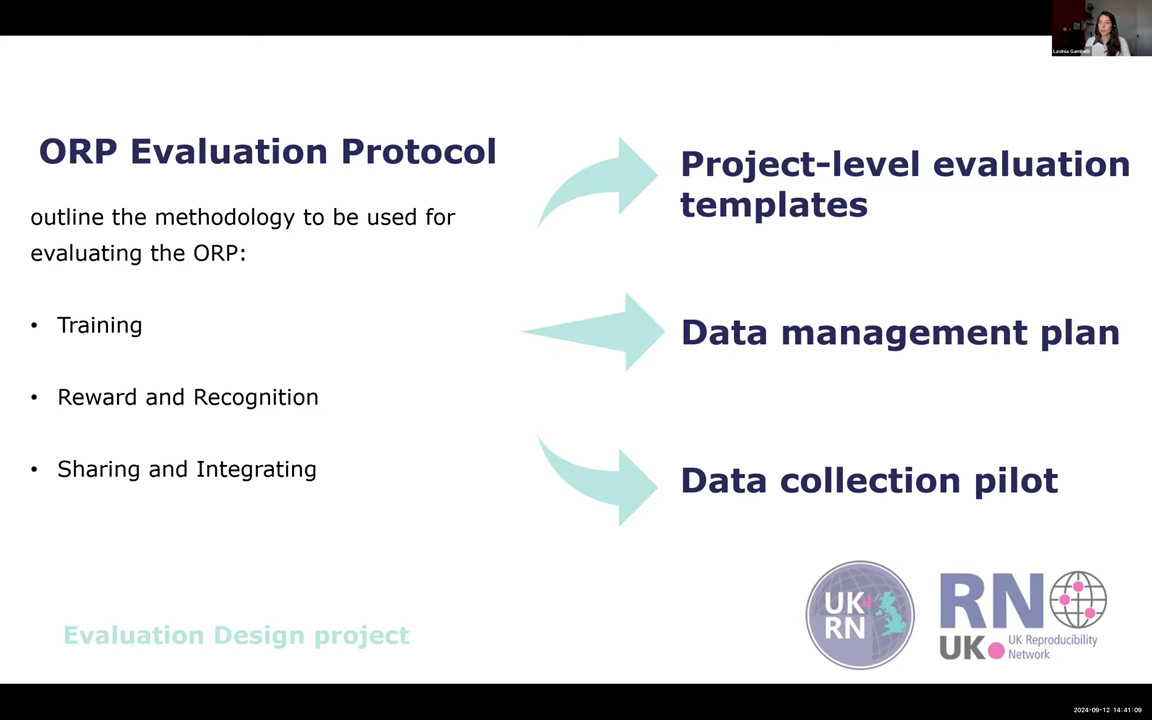 Lavinia Gambelli
ORP Evaluation Protocol
outline the methodology to be used for
evaluating the ORP:
• Training
• Reward and Recognition
• Sharing and Integrating
Project-level evaluation
templates
Data management plan
Data collection pilot
Evaluation Design project
UK
RN
RN
UK
UK Reproducibility
Network
2024-09-12 14:41:09